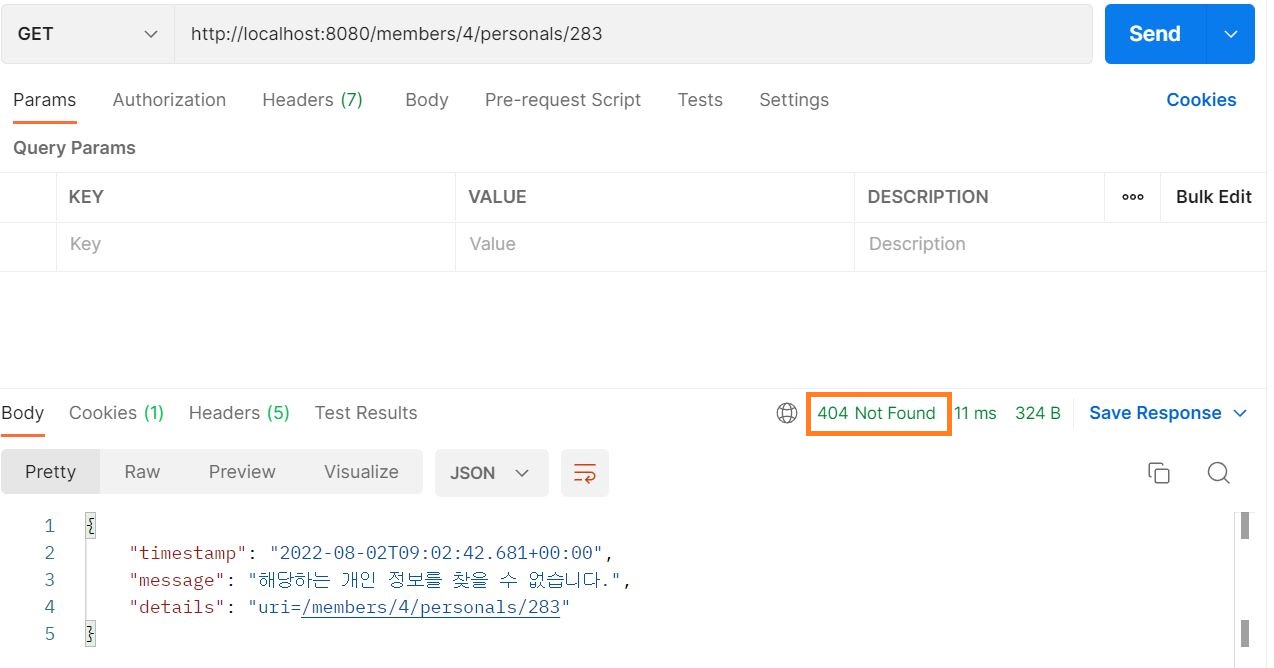 GET http://localhost:8080/members/4/personals/283 Send
Params Authorization Headers (7) Body Pre-request Script Tests Settings Cookies
Query Params
KEY VALUE DESCRIPTION ooo Bulk Edit
Key Value Description
Body Cookies (1) Headers (5) Test Results 404 Not Found 11 ms 324 B Save Response
Pretty Raw Preview Visualize JSON
1 {
2 "timestamp": "2022-08-02T09:02:42.681+00:00",
3 "message": "해당하는 개인 정보를 찾을 수 없습니다.",
4 "details": "uri=/members/4/personals/283"
5 }